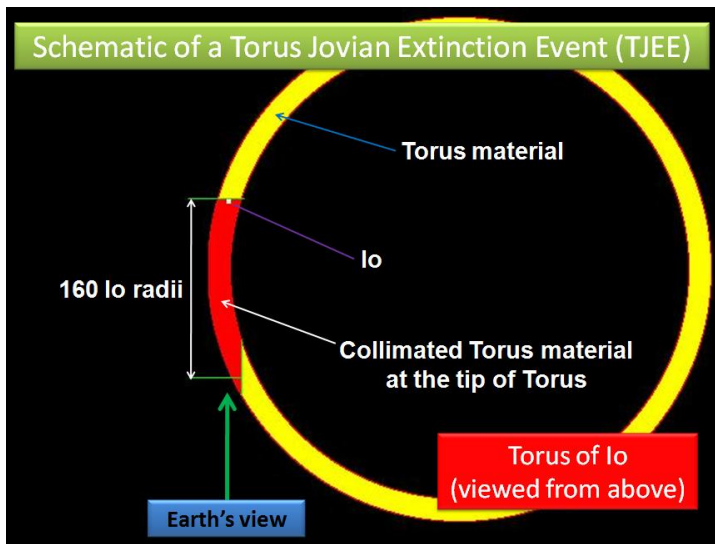 Schematic of a Torus Jovian Extinction Event (TJEE)
Torus material
Io
160 Io radii
Collimated Torus material
at the tip of Torus
Torus of Io
(viewed from above)
Earth's view